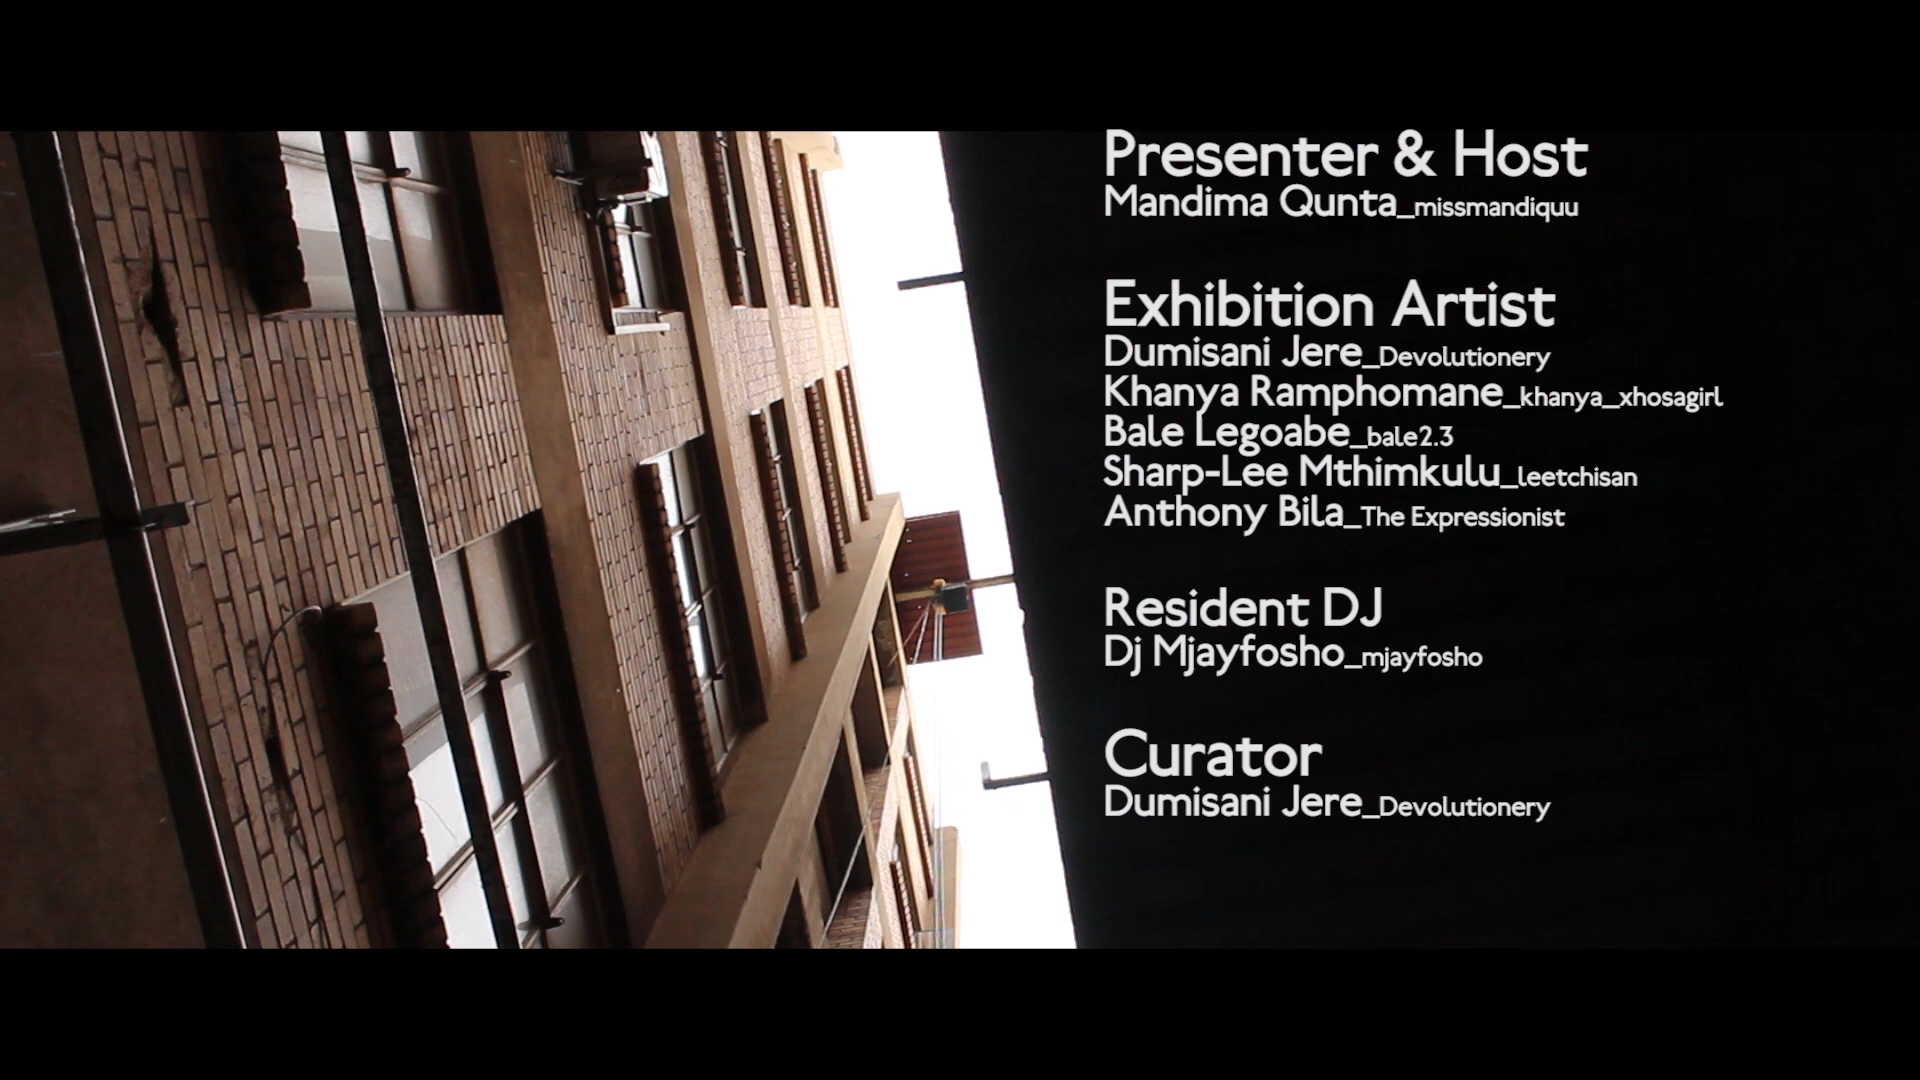 Presenter & Host
Mandima Qunta_missmandiquu
Exhibition Artist
Dumisani Jere_Devolutionery
Khanya Ramphomane_khanya_xhosagirl
Bale Legoabe_bale2.3
Sharp-Lee Mthimkulu_leetchisan
Anthony Bila_The Expressionist
Resident DJ
Dj Mjayfosho_mjayfosho
Curator
Dumisani Jere_Devolutionery